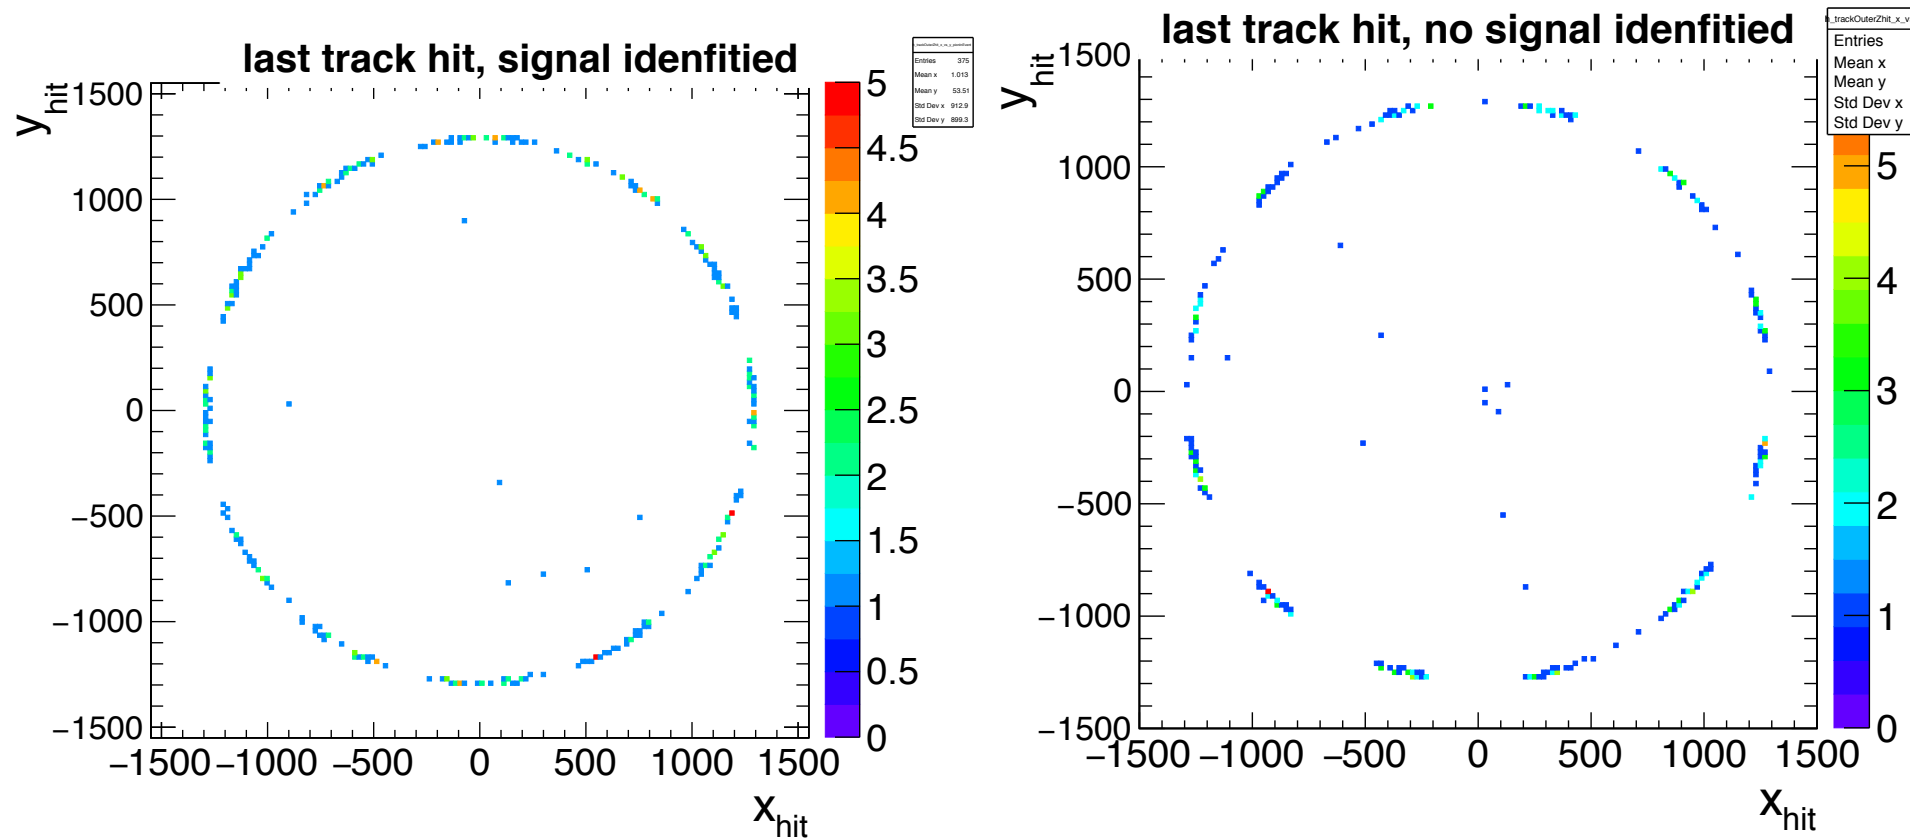 last track hit, signal idenfitied
Entries 375
Mean x 1.013
Mean y 53.51
Std Dev x 912.9
Std Dev y 899.3
y_hit
1500
1000
500
0
−500
−1000
−1500
−1500 −1000 −500 0 500 1000 1500
x_hit
5
4.5
4
3.5
3
2.5
2
1.5
1
0.5
0
last track hit, no signal idenfitied
h_trackOuterZhit_x_v
Entries
Mean x
Mean y
Std Dev x
Std Dev y
y_hit
1500
1000
500
0
−500
−1000
−1500
−1500 −1000 −500 0 500 1000 1500
x_hit
5
4
3
2
1
0